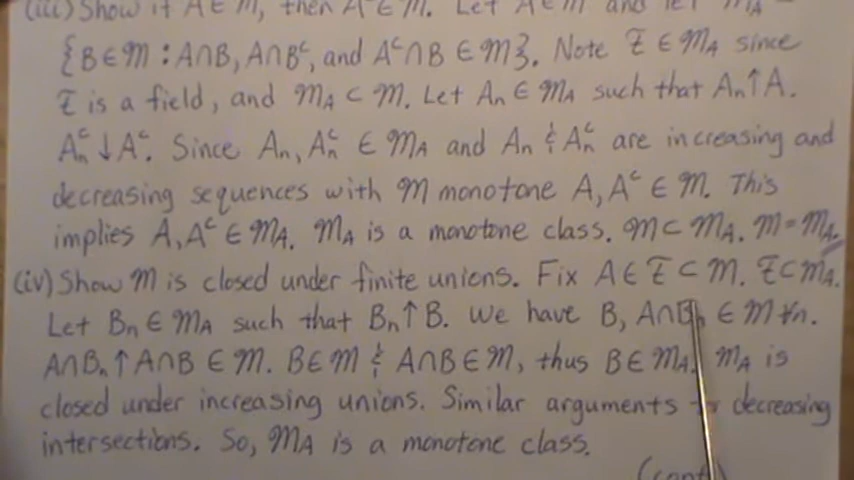 (iii) Show if A ∈ 𝓜, then Aᶜ ∈ 𝓜. Let A ∈ 𝓜 and let 𝓜_A =
{B ∈ 𝓜 : A∩B, A∩Bᶜ, and Aᶜ∩B ∈ 𝓜}. Note 𝓕 ∈ 𝓜_A since
𝓕 is a field, and 𝓜_A ⊂ 𝓜. Let Aₙ ∈ 𝓜_A such that Aₙ↑A.
Aₙᶜ ↓ Aᶜ. Since Aₙ, Aₙᶜ ∈ 𝓜_A and Aₙ & Aₙᶜ are increasing and
decreasing sequences with 𝓜 monotone A, Aᶜ ∈ 𝓜. This
implies A, Aᶜ ∈ 𝓜_A. 𝓜_A is a monotone class. 𝓜 ⊂ 𝓜_A. 𝓜 = 𝓜_A.
(iv) Show 𝓜 is closed under finite unions. Fix A ∈ 𝓕 ⊂ 𝓜. 𝓕 ⊂ 𝓜_A.
Let Bₙ ∈ 𝓜_A such that Bₙ↑B. We have B, A∩Bₙ ∈ 𝓜 ∀n.
A∩Bₙ ↑ A∩B ∈ 𝓜. B ∈ 𝓜 & A∩B ∈ 𝓜, thus B ∈ 𝓜_A. 𝓜_A is
closed under increasing unions. Similar arguments decreasing
intersections. So, 𝓜_A is a monotone class.